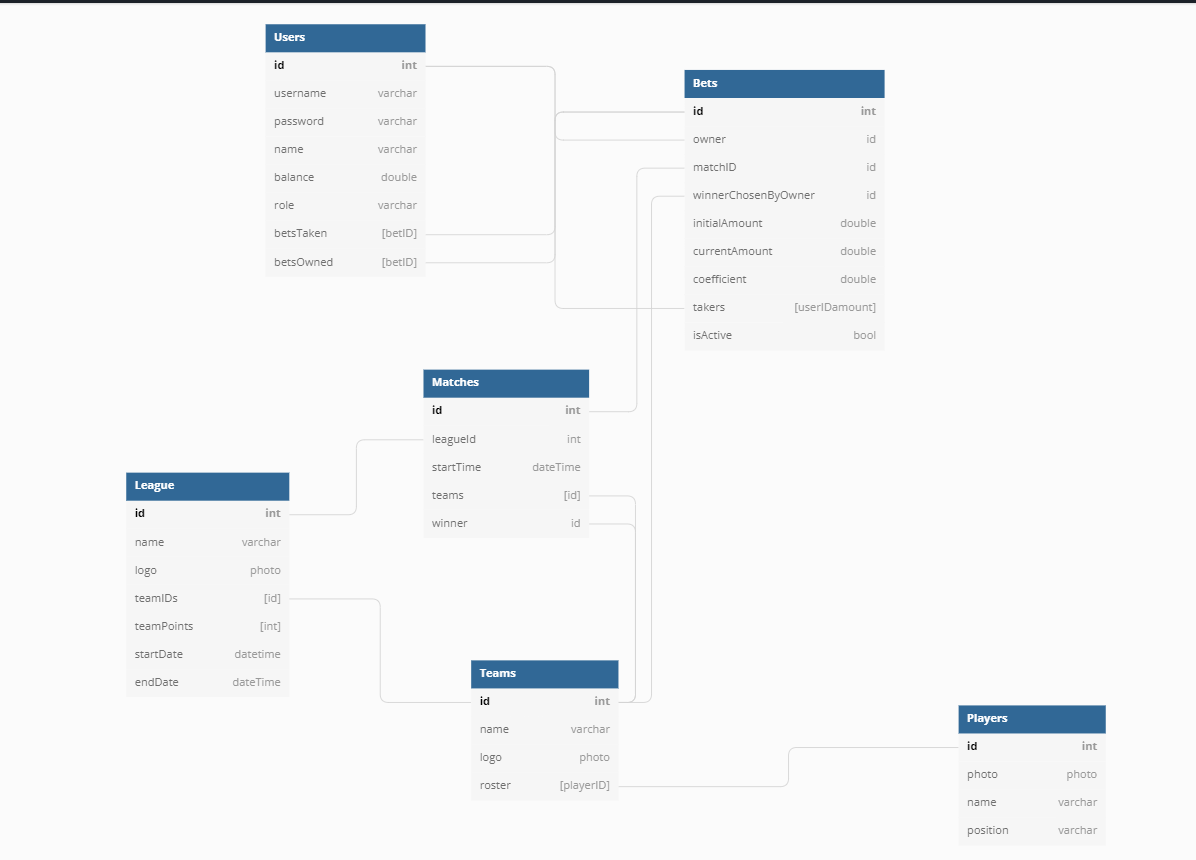 Users
id int
username varchar
password varchar
name varchar
balance double
role varchar
betsTaken [betID]
betsOwned [betID]
Bets
id int
owner id
matchID id
winnerChosenByOwner id
initialAmount double
currentAmount double
coefficient double
takers [userIDamount]
isActive bool
Matches
id int
leagueId int
startTime dateTime
teams [id]
winner id
League
id int
name varchar
logo photo
teamIDs [id]
teamPoints [int]
startDate datetime
endDate dateTime
Teams
id int
name varchar
logo photo
roster [playerID]
Players
id int
photo photo
name varchar
position varchar